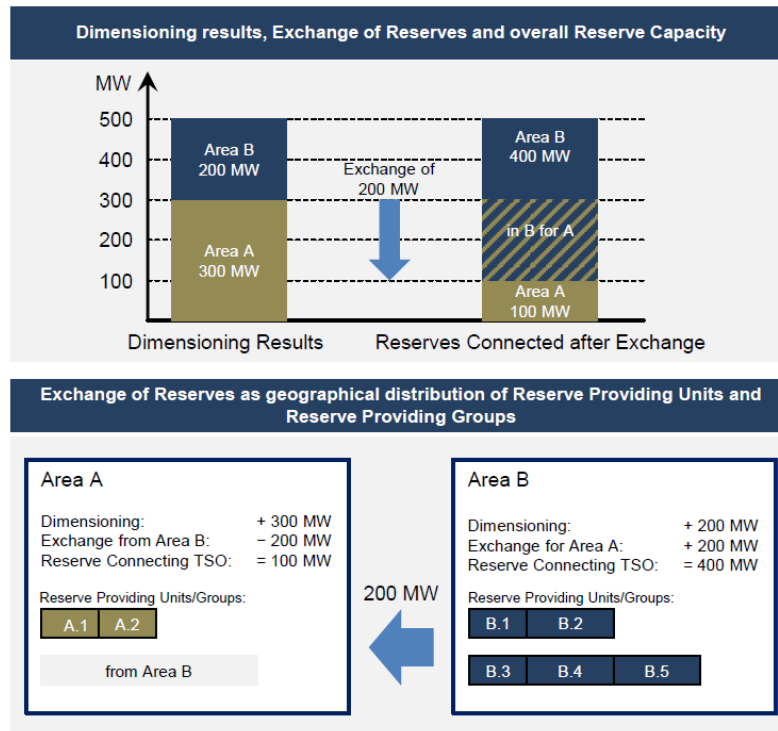 Dimensioning results, Exchange of Reserves and overall Reserve Capacity
MW
500
400
300
200
100
Area B
200 MW
Area A
300 MW
Exchange of
200 MW
Area B
400 MW
in B for A
Area A
100 MW
Dimensioning Results
Reserves Connected after Exchange
Exchange of Reserves as geographical distribution of Reserve Providing Units and
Reserve Providing Groups
Area A
Dimensioning: + 300 MW
Exchange from Area B: − 200 MW
Reserve Connecting TSO: = 100 MW
Reserve Providing Units/Groups:
A.1 A.2
from Area B
200 MW
Area B
Dimensioning: + 200 MW
Exchange for Area A: + 200 MW
Reserve Connecting TSO: = 400 MW
Reserve Providing Units/Groups:
B.1 B.2
B.3 B.4 B.5